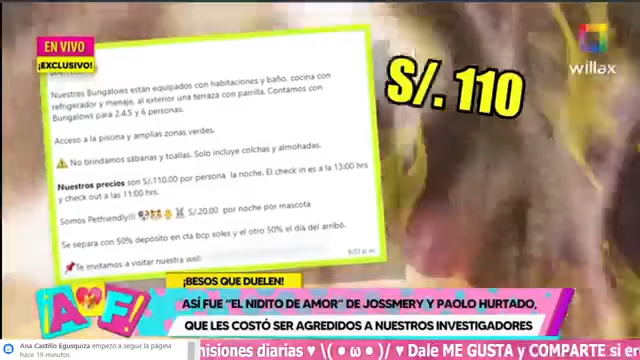 EN VIVO
¡EXCLUSIVO!
Nuestros Bungalows están equipados con habitaciones y baño, cocina con
refrigerador y menaje, al exterior una terraza con parrilla. Contamos con
Bungalows para 2,4,5 y 6 personas.
Acceso a la piscina y amplias zonas verdes.
⚠️ No brindamos sábanas y toallas. Solo incluye colchas y almohadas.
Nuestros precios son S/.110.00 por persona la noche. El check in es a la 13:00 hrs
y check out a las 11:00 hrs.
Somos Petfriendly!!! S/.20.00 por noche por mascota
Se separa con 50% depósito en cta bcp soles y el otro 50% el día del arribó.
📌Te invitamos a visitar nuestra web:
9:53 p. m.
S/. 110
willax
¡BESOS QUE DUELEN!
¡A F!
ASÍ FUE “EL NIDITO DE AMOR” DE JOSSMERY Y PAOLO HURTADO,
QUE LES COSTÓ SER AGREDIDOS A NUESTROS INVESTIGADORES
Ana Castillo Egusquiza empezó a seguir la página
hace 19 minutos
misiones diarias ♥ \( ● ω ● )/ ♥ Dale ME GUSTA y COMPARTE si e